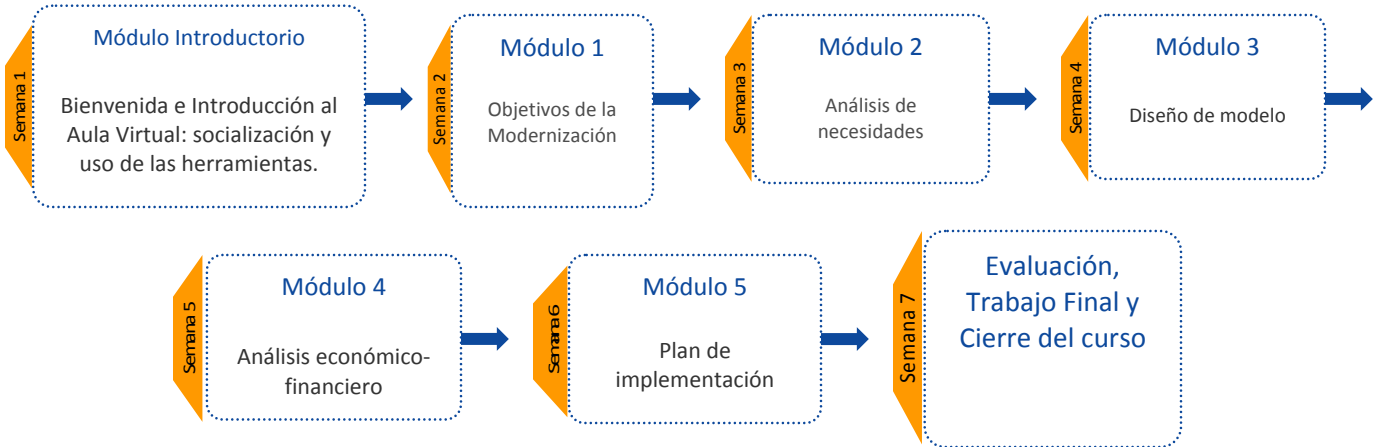 Semana 1
Módulo Introductorio
Bienvenida e Introducción al
Aula Virtual: socialización y
uso de las herramientas.
Semana 2
Módulo 1
Objetivos de la
Modernización
Semana 3
Módulo 2
Análisis de
necesidades
Semana 4
Módulo 3
Diseño de modelo
Semana 5
Módulo 4
Análisis económico-
financiero
Semana 6
Módulo 5
Plan de
implementación
Semana 7
Evaluación,
Trabajo Final y
Cierre del curso